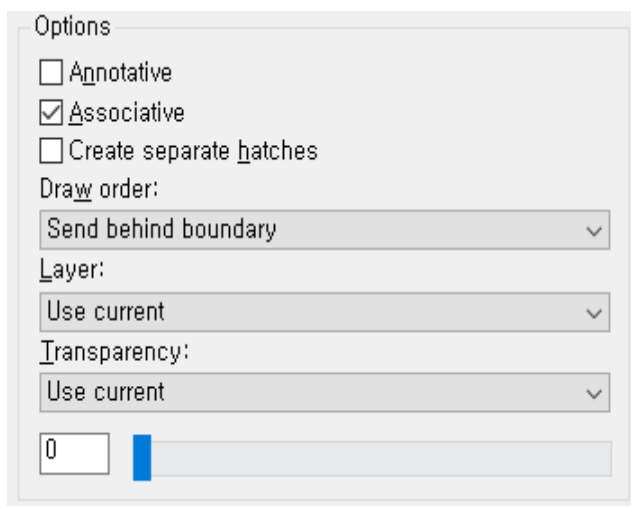 Options
Annotative
Associative
Create separate hatches
Draw order:
Send behind boundary
Layer:
Use current
Transparency:
Use current
0